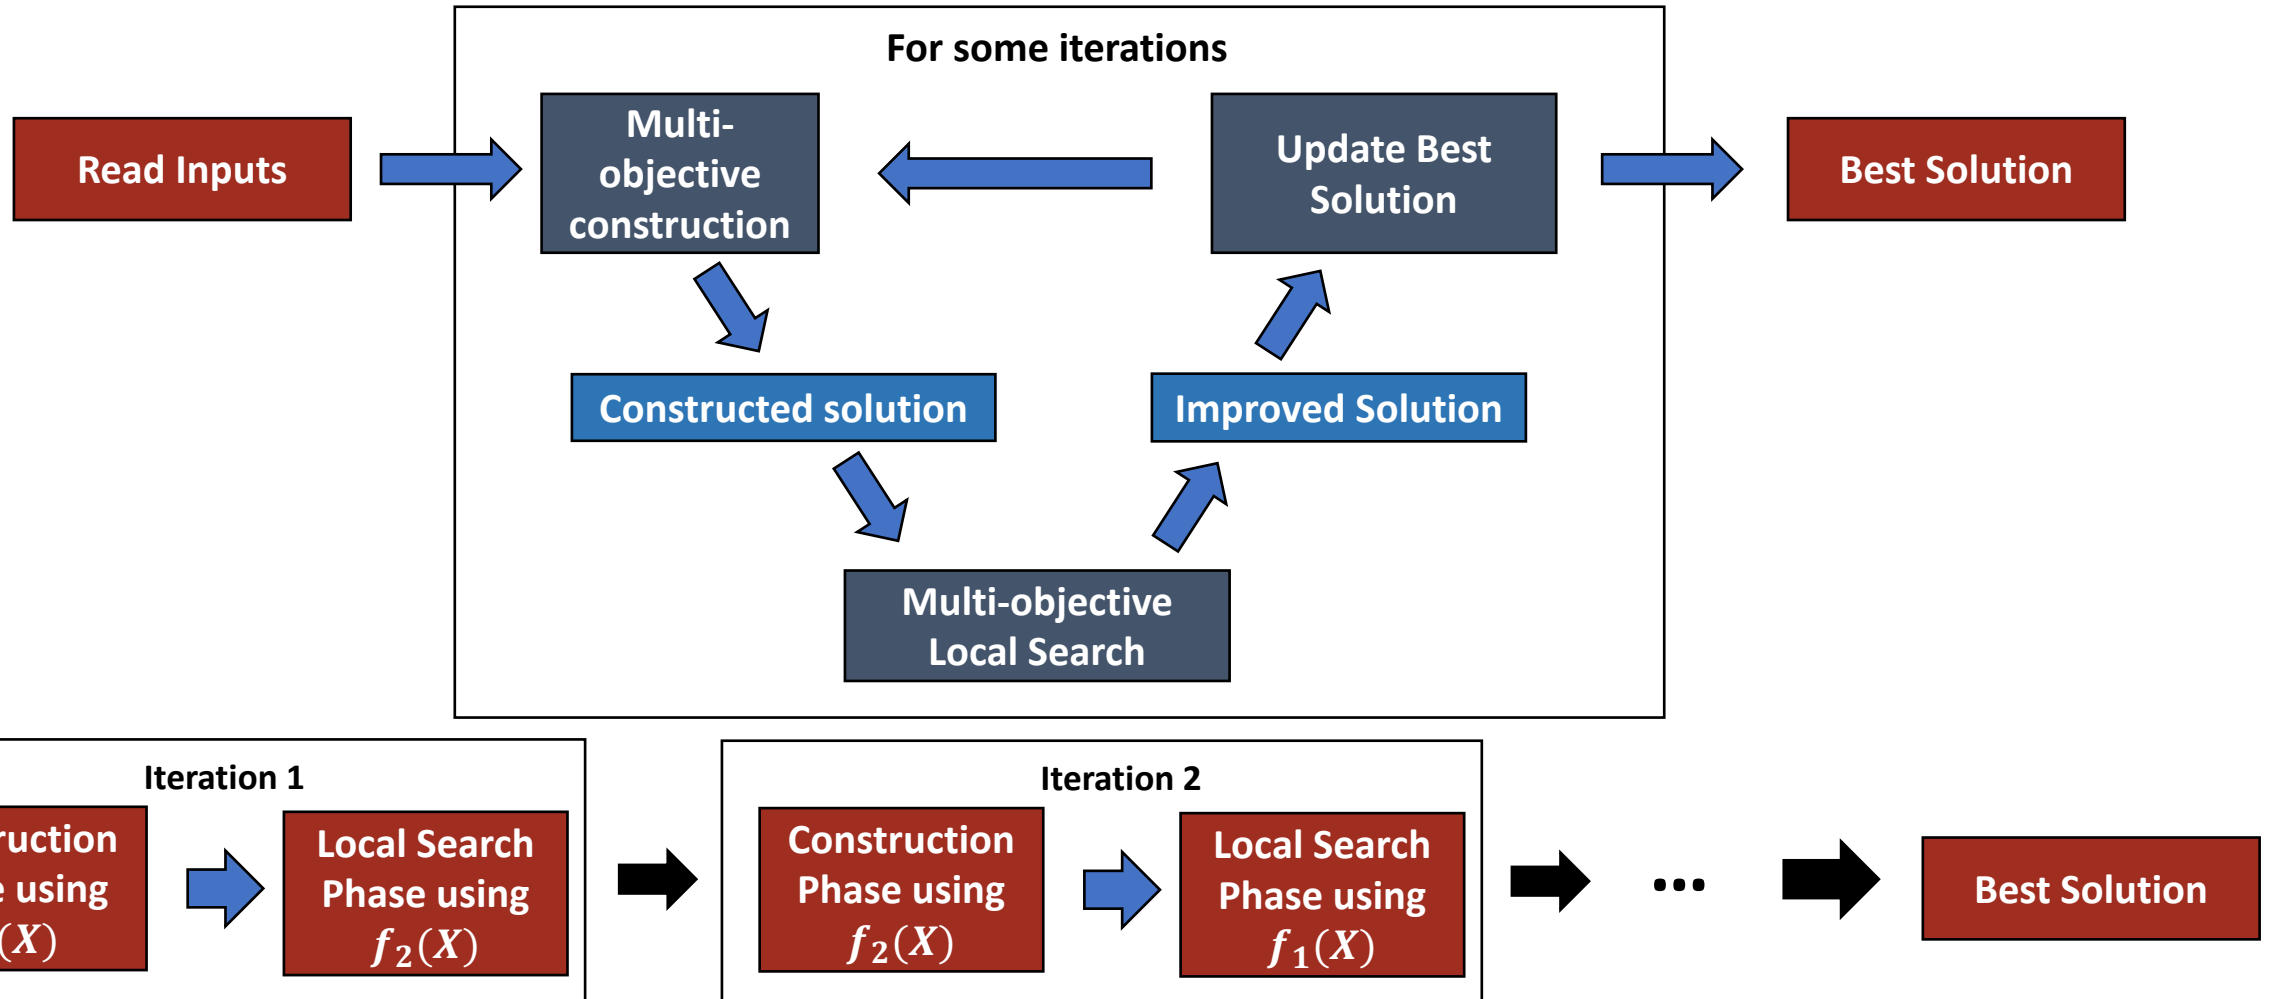 For some iterations
Read Inputs
Multi-
objective
construction
Update Best
Solution
Best Solution
Constructed solution
Improved Solution
Multi-objective
Local Search
Iteration 1
using
(X)
Local Search
Phase using
f₂(X)
Iteration 2
Construction
Phase using
f₂(X)
Local Search
Phase using
f₁(X)
...
Best Solution